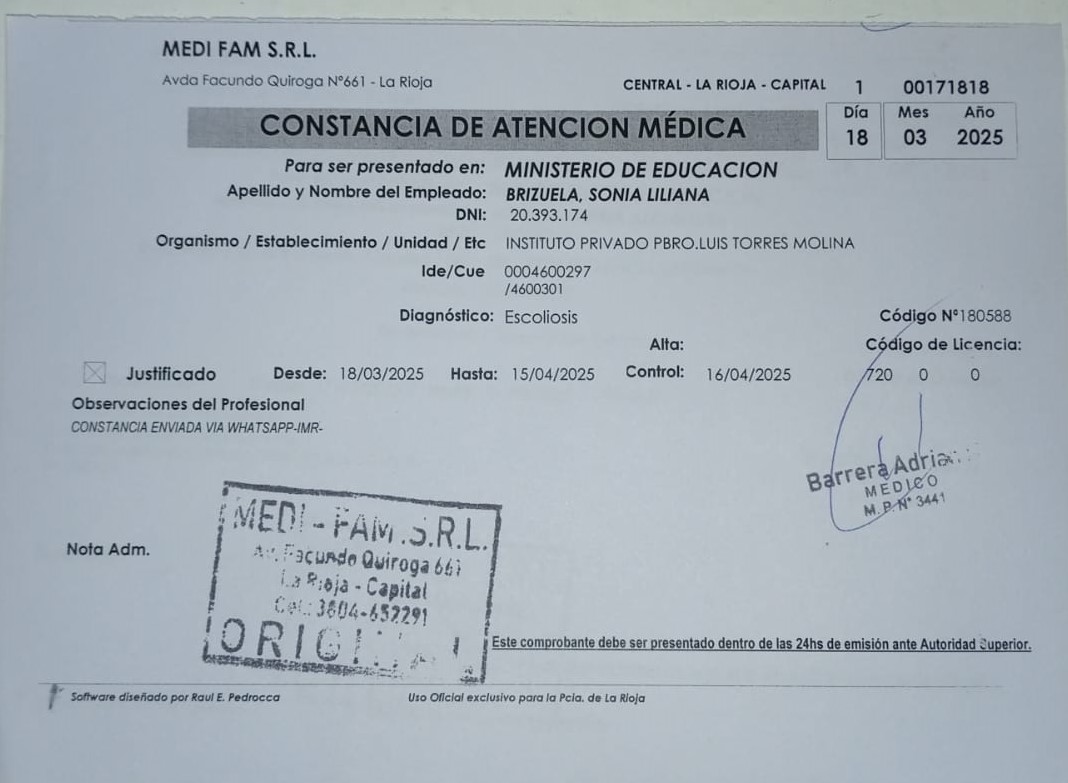 MEDI FAM S.R.L.
Avda Facundo Quiroga Nº661 - La Rioja
CENTRAL - LA RIOJA - CAPITAL 1 00171818
CONSTANCIA DE ATENCION MÉDICA
Día Mes Año
18 03 2025
Para ser presentado en: MINISTERIO DE EDUCACION
Apellido y Nombre del Empleado: BRIZUELA, SONIA LILIANA
DNI: 20.393.174
Organismo / Establecimiento / Unidad / Etc INSTITUTO PRIVADO PBRO.LUIS TORRES MOLINA
Ide/Cue 0004600297
/4600301
Diagnóstico: Escoliosis Código Nº180588
Alta: Código de Licencia:
Justificado Desde: 18/03/2025 Hasta: 15/04/2025 Control: 16/04/2025 720 0 0
Observaciones del Profesional
CONSTANCIA ENVIADA VIA WHATSAPP-IMR-
Barrera
MEDICO
M.P.Nº 3441
Nota Adm.
MEDI-FAM.S.R.L.
Av. Facundo Quiroga 661
La Rioja - Capital
Cel.: 3804-652291
Este comprobante debe ser presentado dentro de las 24hs de emisión ante Autoridad Superior.
Software diseñado por Raul E. Pedrocca Uso Oficial exclusivo para la Pcia. de La Rioja